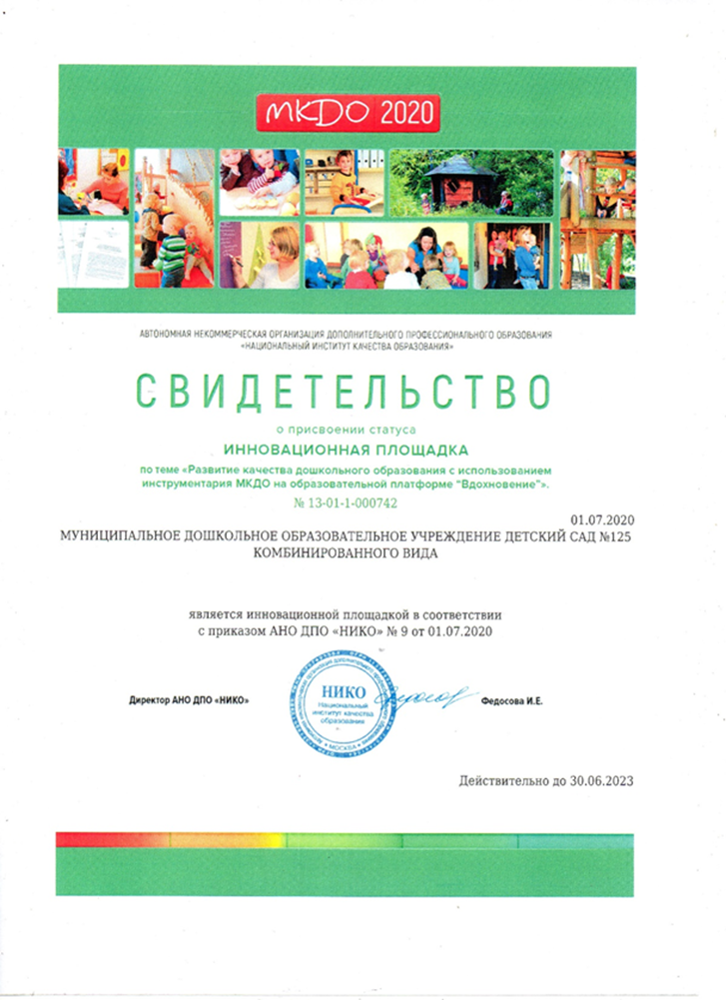 МКДО 2020
АВТОНОМНАЯ НЕКОММЕРЧЕСКАЯ ОРГАНИЗАЦИЯ ДОПОЛНИТЕЛЬНОГО ПРОФЕССИОНАЛЬНОГО ОБРАЗОВАНИЯ
«НАЦИОНАЛЬНЫЙ ИНСТИТУТ КАЧЕСТВА ОБРАЗОВАНИЯ»
СВИДЕТЕЛЬСТВО
о присвоении статуса
ИННОВАЦИОННАЯ ПЛОЩАДКА
по теме «Развитие качества дошкольного образования с использованием
инструментария МКДО на образовательной платформе "Вдохновение"».
№ 13-01-1-000742
01.07.2020
МУНИЦИПАЛЬНОЕ ДОШКОЛЬНОЕ ОБРАЗОВАТЕЛЬНОЕ УЧРЕЖДЕНИЕ ДЕТСКИЙ САД №125
КОМБИНИРОВАННОГО ВИДА
является инновационной площадкой в соответствии
с приказом АНО ДПО «НИКО» № 9 от 01.07.2020
Директор АНО ДПО «НИКО»
НИКО
Национальный
институт качества
образования
МОСКВА
Федосова И.Е.
Действительно до 30.06.2023